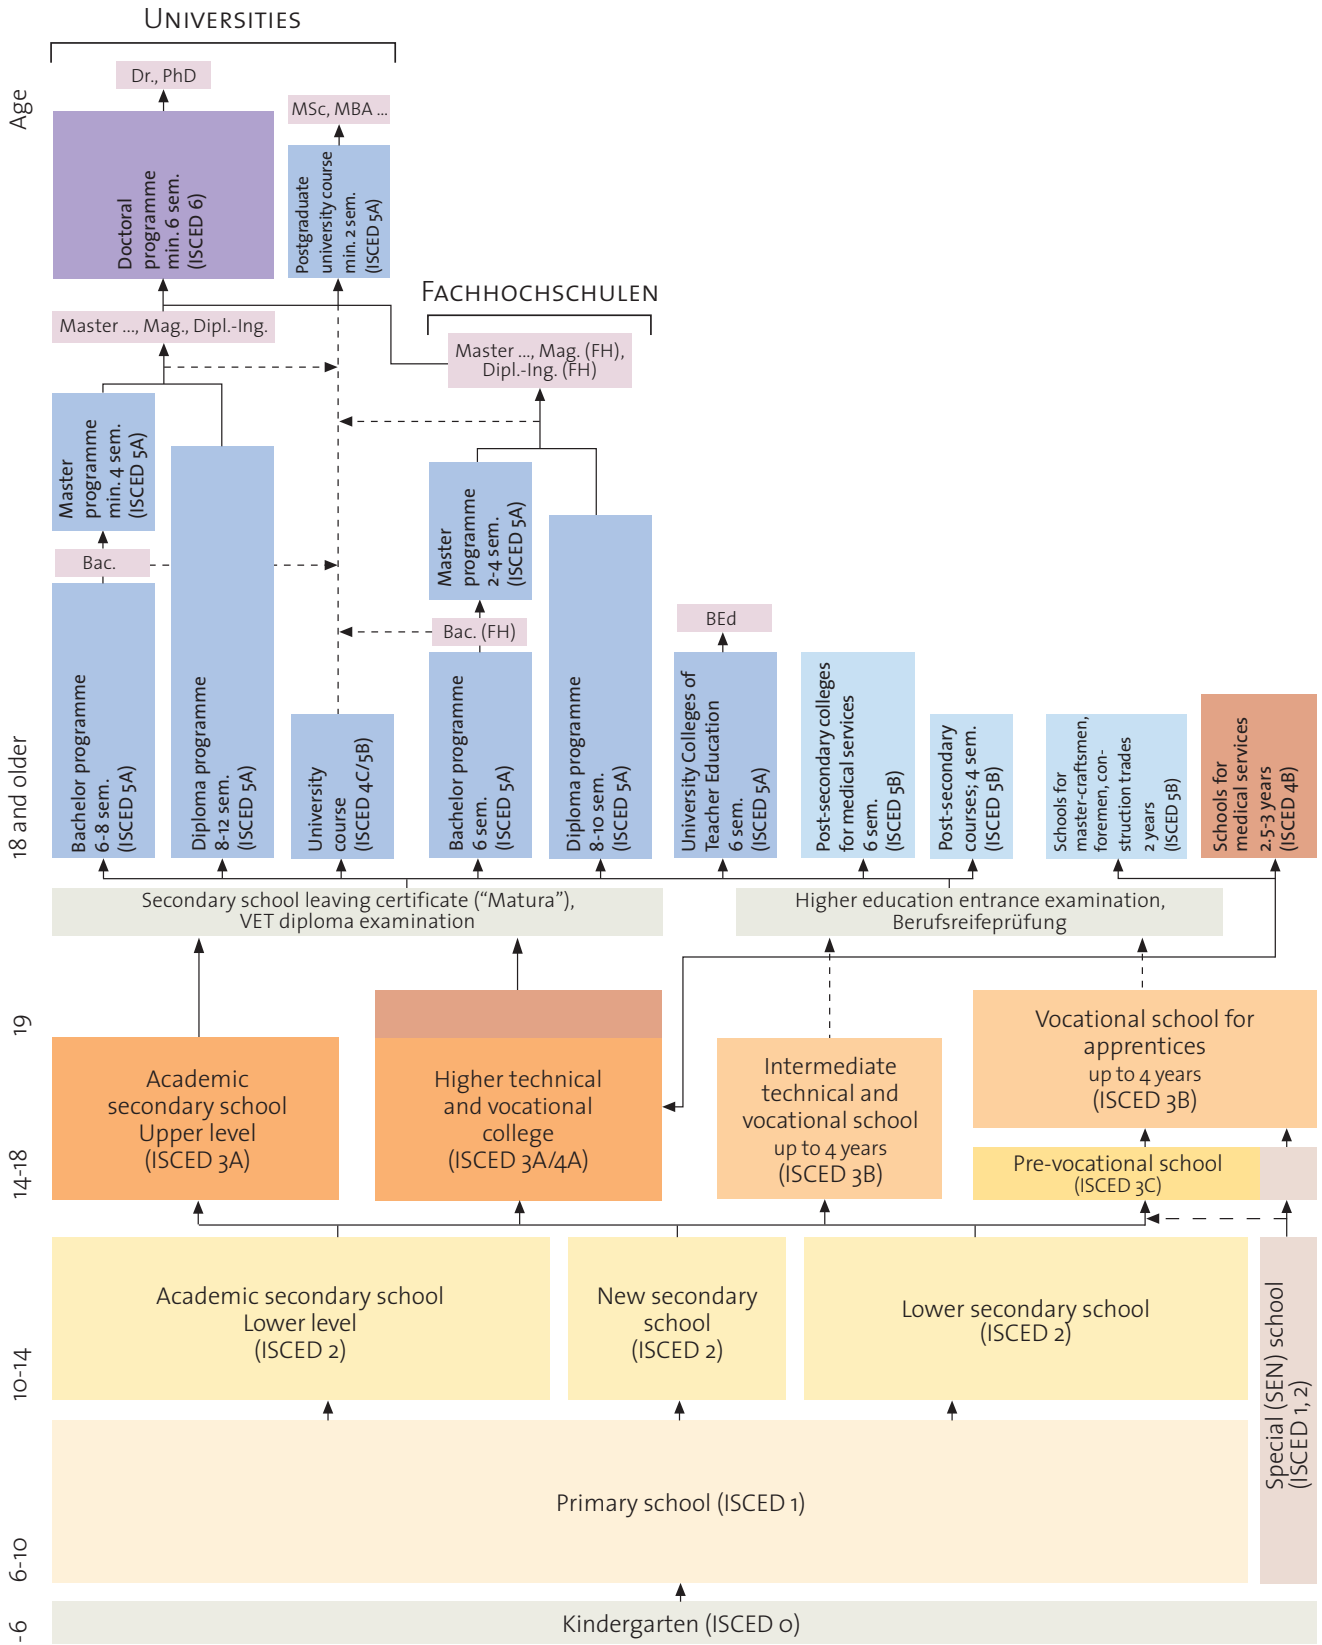 UNIVERSITIES
Age
Dr., PhD
MSc, MBA ...
Doctoral
programme
min. 6 sem.
(ISCED 6)
Postgraduate
university course
min. 2 sem.
(ISCED 5A)
FACHHOCHSCHULEN
Master ..., Mag., Dipl.-Ing.
Master ..., Mag. (FH),
Dipl.-Ing. (FH)
Master
programme
min. 4 sem.
(ISCED 5A)
Master
programme
2-4 sem.
(ISCED 5A)
Bac.
Bac. (FH)
BEd
18 and older
Bachelor programme
6-8 sem.
(ISCED 5A)
Diploma programme
8-12 sem.
(ISCED 5A)
University
course
(ISCED 4C/5B)
Bachelor programme
6 sem.
(ISCED 5A)
Diploma programme
8-10 sem.
(ISCED 5A)
University Colleges of
Teacher Education
6 sem.
(ISCED 5A)
Post-secondary colleges
for medical services
6 sem.
(ISCED 5B)
Post-secondary
courses; 4 sem.
(ISCED 5B)
Schools for
master-craftsmen,
foremen, con-
struction trades
2 years
(ISCED 5B)
Schools for
medical services
2.5-3 years
(ISCED 4B)
Secondary school leaving certificate (“Matura”),
VET diploma examination
Higher education entrance examination,
Berufsreifeprüfung
19
14-18
Academic
secondary school
Upper level
(ISCED 3A)
Higher technical
and vocational
college
(ISCED 3A/4A)
Intermediate
technical and
vocational school
up to 4 years
(ISCED 3B)
Vocational school for
apprentices
up to 4 years
(ISCED 3B)
Pre-vocational school
(ISCED 3C)
10-14
Academic secondary school
Lower level
(ISCED 2)
New secondary
school
(ISCED 2)
Lower secondary school
(ISCED 2)
Special (SEN) school
(ISCED 1, 2)
6-10
Primary school (ISCED 1)
-6
Kindergarten (ISCED 0)